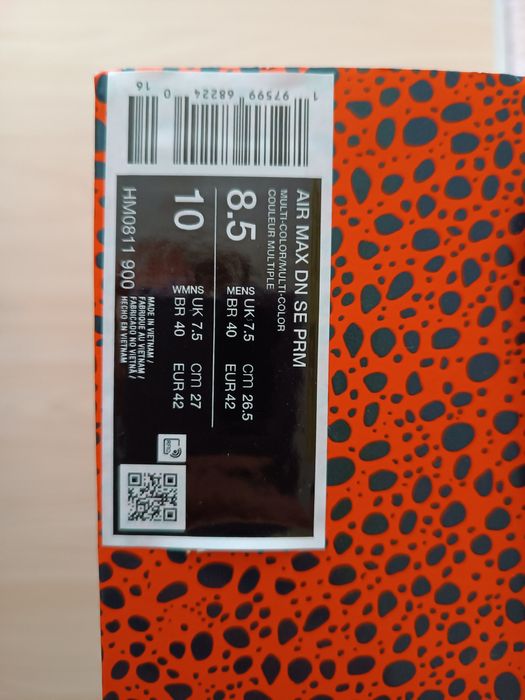 AIR MAX DN SE PRM
MULTI-COLOR/MULTI-COLOR
COULEUR MULTIPLE
8.5 MENS UK 7,5 cm 26.5
BR 40 EUR 42
10 WMNS UK 7,5 cm 27
BR 40 EUR 42
HM0811 900
MADE IN VIETNAM /
FABRIQUÉ AU VIETNAM /
FABRICADO NO VIETNÃ /
HECHO EN VIETNAM
1 97599 68224 0
16